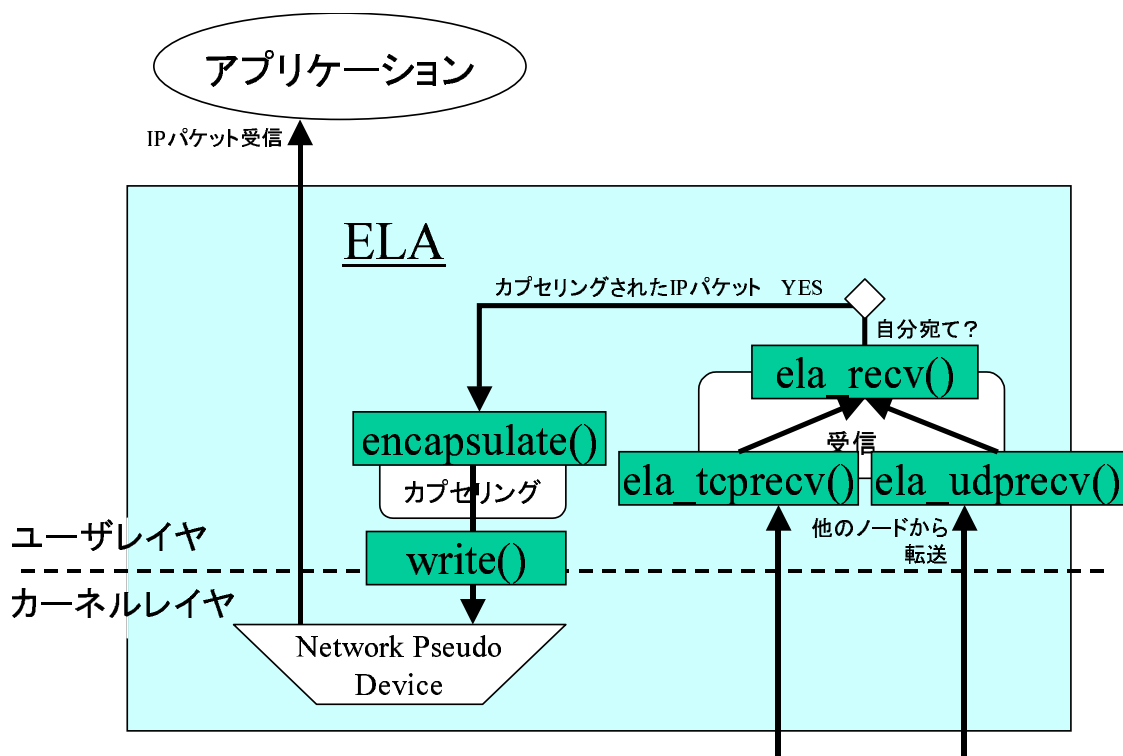 アプリケーション
IPパケット受信
ELA
カプセリングされたIPパケット　YES
自分宛て？
ela_recv()
encapsulate()
受信
カプセリング
ela_tcprecv()
ela_udprecv()
他のノードから
転送
ユーザレイヤ
write()
カーネルレイヤ
Network Pseudo
Device